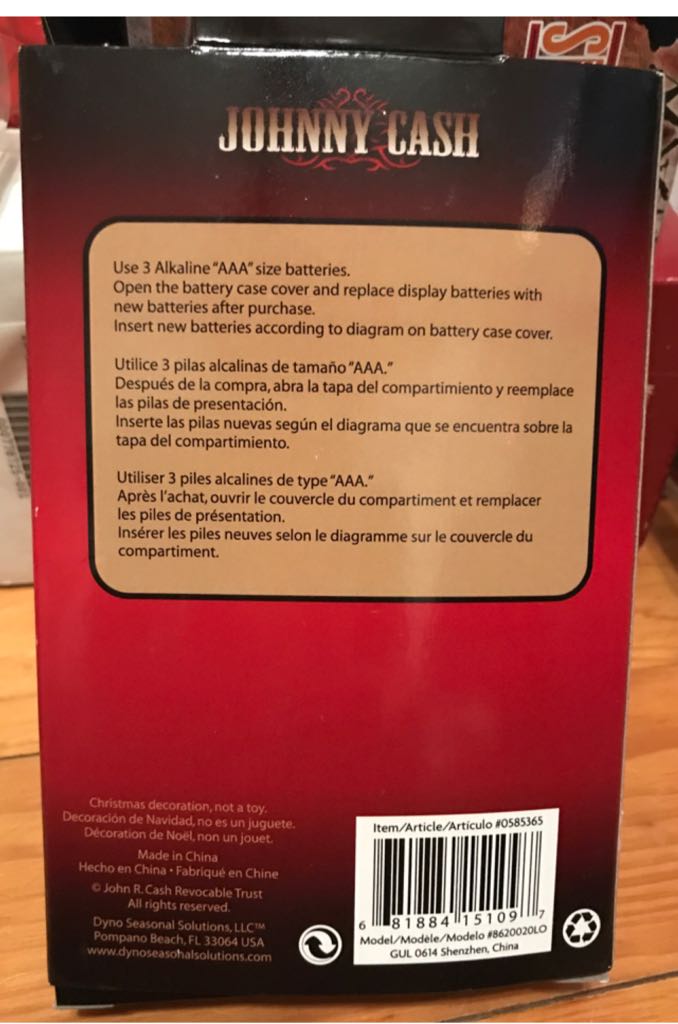 JOHNNY CASH
Use 3 Alkaline "AAA" size batteries.
Open the battery case cover and replace display batteries with
new batteries after purchase.
Insert new batteries according to diagram on battery case cover.
Utilice 3 pilas alcalinas de tamaño "AAA."
Después de la compra, abra la tapa del compartimiento y reemplace
las pilas de presentación.
Inserte las pilas nuevas según el diagrama que se encuentra sobre la
tapa del compartimiento.
Utiliser 3 piles alcalines de type "AAA."
Après l'achat, ouvrir le couvercle du compartiment et remplacer
les piles de présentation.
Insérer les piles neuves selon le diagramme sur le couvercle du
compartiment.
Christmas decoration, not a toy.
Decoración de Navidad, no es un juguete.
Décoration de Noël, non un jouet.
Made in China
Hecho en China • Fabriqué en Chine
© John R. Cash Revocable Trust
All rights reserved.
Dyno Seasonal Solutions, LLC™
Pompano Beach, FL 33064 USA
www.dynoseasonalsolutions.com
Item/Article/Artículo #0585365
6 81884 15109 7
Model/Modèle/Modelo #8620020LO
GUL 0614 Shenzhen, China